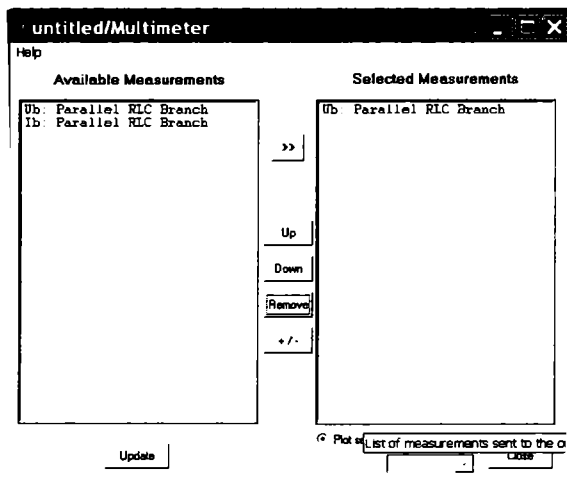 untitled/Multimeter
Help
Available Measurements
Selected Measurements
Ub: Parallel RLC Branch
Ib: Parallel RLC Branch
Ub: Parallel RLC Branch
>>
Up
Down
Remove
+/-
Plot
List of measurements sent to the
Update
Close